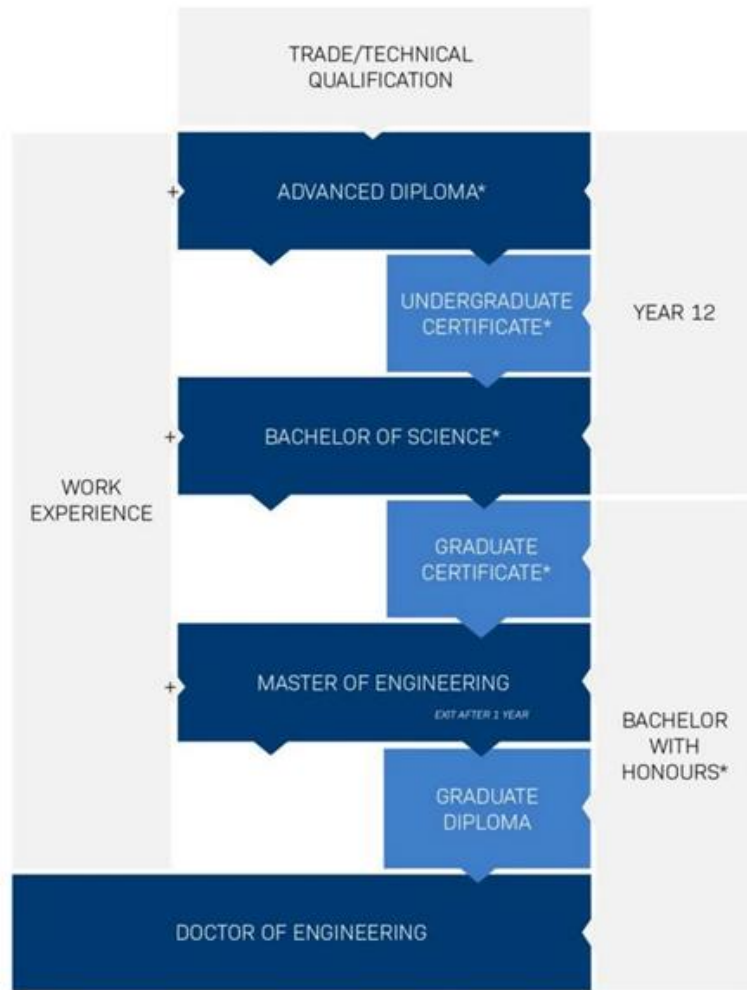 TRADE/TECHNICAL
QUALIFICATION
+
ADVANCED DIPLOMA*
UNDERGRADUATE
CERTIFICATE*
YEAR 12
+
BACHELOR OF SCIENCE*
WORK
EXPERIENCE
GRADUATE
CERTIFICATE*
+
MASTER OF ENGINEERING
EXIT AFTER 1 YEAR
BACHELOR
WITH
HONOURS*
GRADUATE
DIPLOMA
DOCTOR OF ENGINEERING